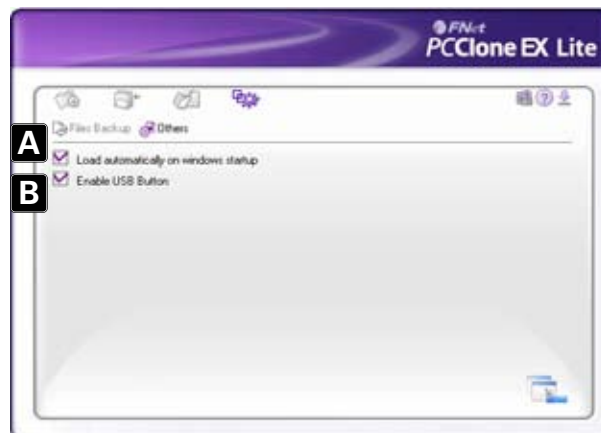 FNet
PCClone EX Lite
Files Backup Others
A
Load automatically on windows startup
B
Enable USB Button